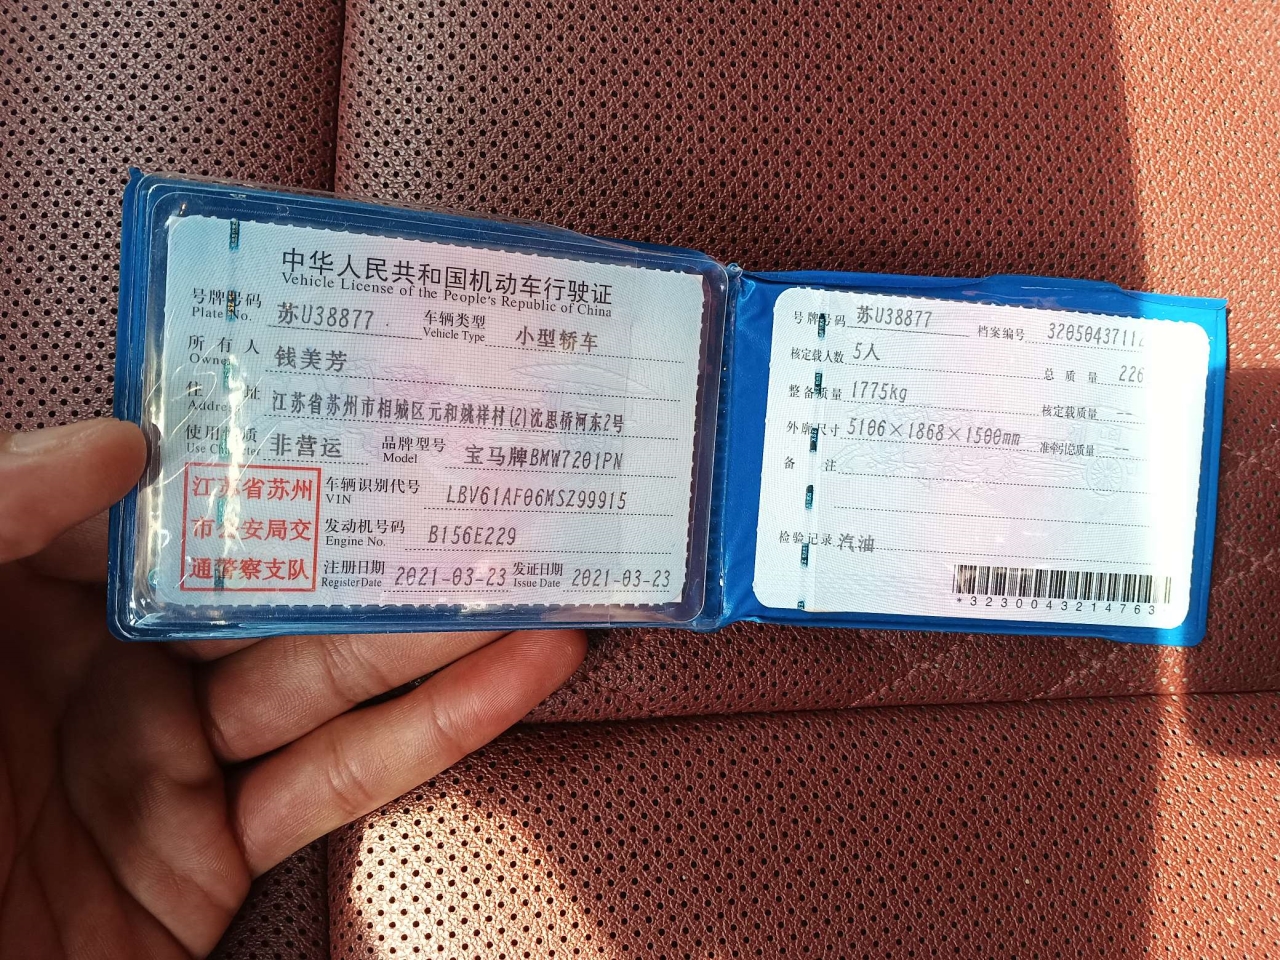 中华人民共和国机动车行驶证
Vehicle License of the People's Republic of China
号牌号码 苏U38877 车辆类型 小型轿车
Plate No. Vehicle Type
所有人 钱美芳
Owner
住址 江苏省苏州市相城区元和姚祥村(2)沈思桥河东2号
Address
使用性质 非营运 品牌型号 宝马牌BMW7201PN
Use Character Model
江苏省苏州
市公安局交
通警察支队
车辆识别代号 LBV61AF06MSZ99915
VIN
发动机号码 B156E229
Engine No.
注册日期 2021-03-23 发证日期 2021-03-23
Register Date Issue Date
号牌号码 苏U38877 档案编号 3205043711
核定载人数 5人 总质量 226
整备质量 1775kg 核定载质量 --
外廓尺寸 5106×1868×1500mm 准牵引总质量 --
备注
检验记录 汽油
*3230043214763